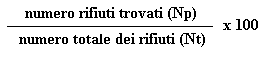 numero rifiuti trovati (Np)
x 100
numero totale dei rifiuti (Nt)